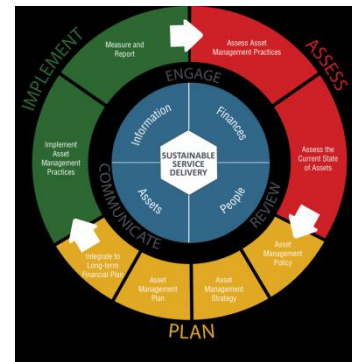 IMPLEMENT
ASSESS
PLAN
Measure and
Report
Assess Asset
Management Practices
Assess the
Current State
of Assets
Asset
Management
Policy
Asset
Management
Strategy
Asset
Management
Plan
Integrate to
Long-term
Financial Plan
Implement
Asset
Management
Practices
ENGAGE
REVIEW
COMMUNICATE
Information
Finances
People
Assets
SUSTAINABLE
SERVICE
DELIVERY